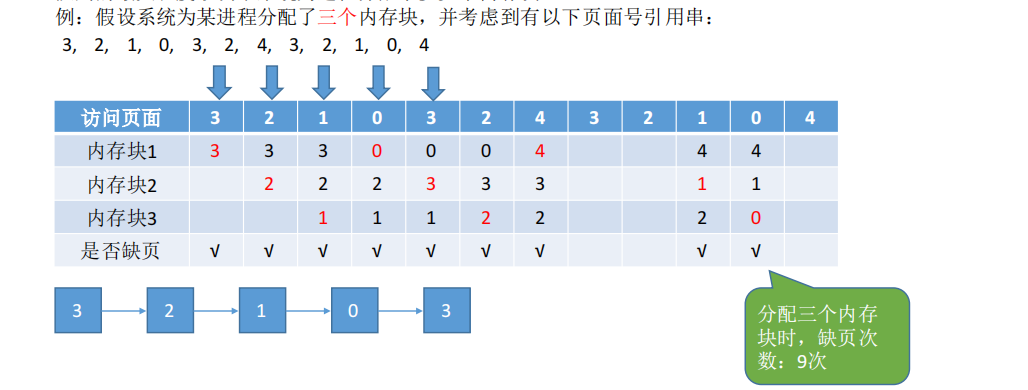 例：假设系统为某进程分配了三个内存块，并考虑到有以下页面号引用串：
3, 2, 1, 0, 3, 2, 4, 3, 2, 1, 0, 4
访问页面 3 2 1 0 3 2 4 3 2 1 0 4
内存块1 3 3 3 0 0 0 4 4 4
内存块2 2 2 2 3 3 3 1 1
内存块3 1 1 1 2 2 2 0
是否缺页 √ √ √ √ √ √ √ √ √
3 2 1 0 3
分配三个内存
块时，缺页次
数：9次